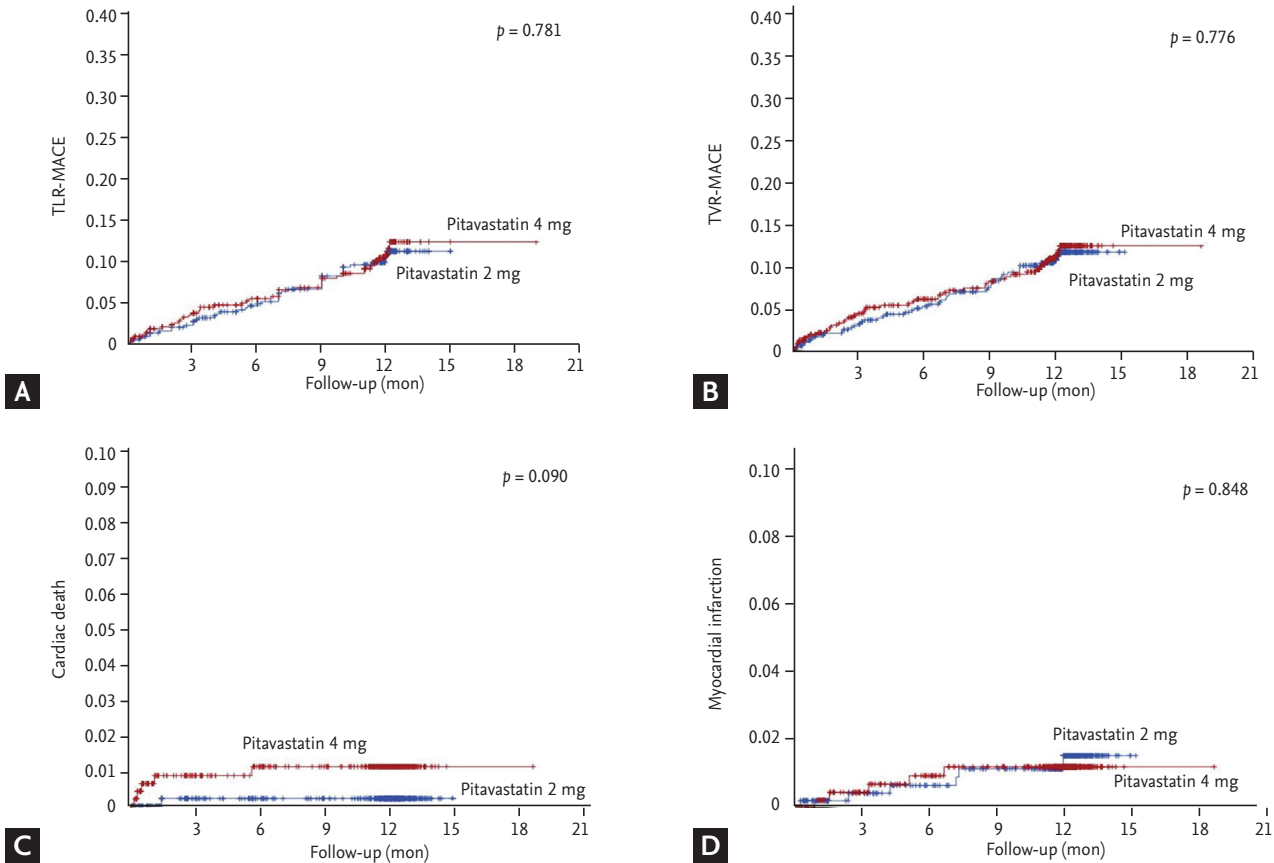 0.40
0.35
0.30
0.25
0.20
0.15
0.10
0.05
0
TLR-MACE
p = 0.781
Pitavastatin 4 mg
Pitavastatin 2 mg
3 6 9 12 15 18 21
Follow-up (mon)
A
0.40
0.35
0.30
0.25
0.20
0.15
0.10
0.05
0
TVR-MACE
p = 0.776
Pitavastatin 4 mg
Pitavastatin 2 mg
3 6 9 12 15 18 21
Follow-up (mon)
B
0.10
0.09
0.08
0.07
0.06
0.05
0.04
0.03
0.02
0.01
0
Cardiac death
p = 0.090
Pitavastatin 4 mg
Pitavastatin 2 mg
3 6 9 12 15 18 21
Follow-up (mon)
C
0.10
0.08
0.06
0.04
0.02
0
Myocardial infarction
p = 0.848
Pitavastatin 2 mg
Pitavastatin 4 mg
3 6 9 12 15 18 21
Follow-up (mon)
D